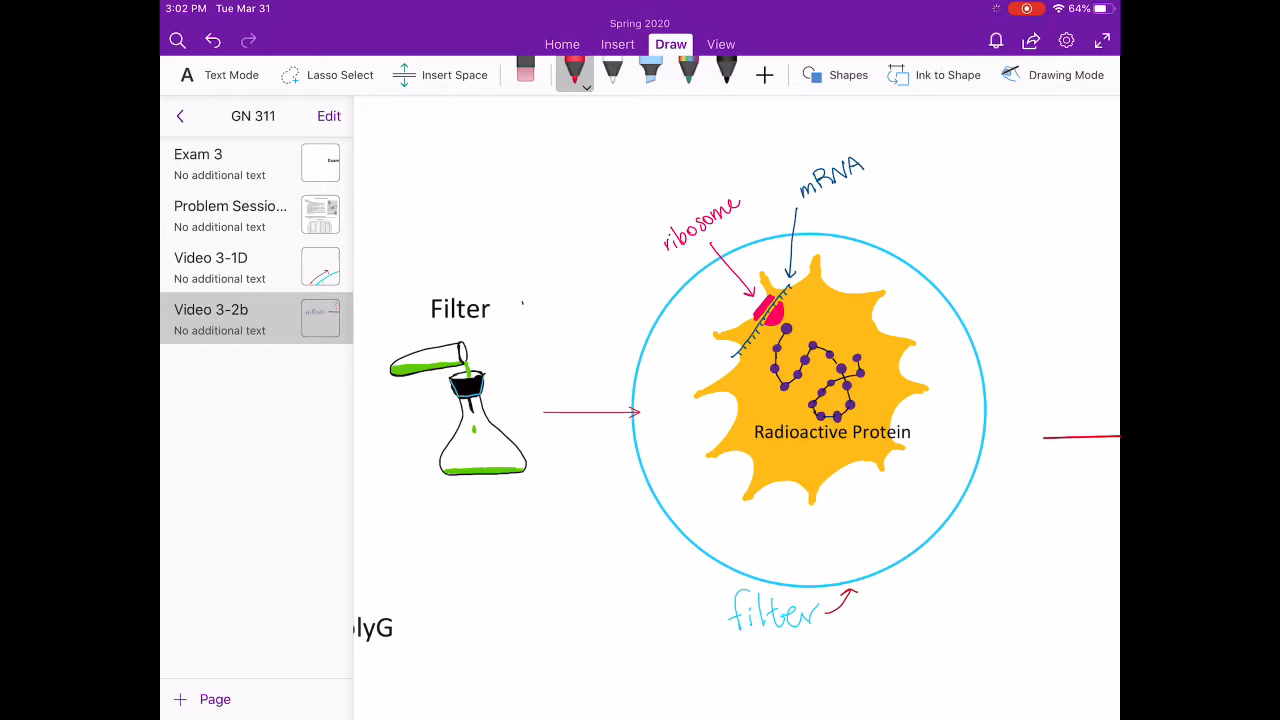 3:02 PM Tue Mar 31
64%
Spring 2020
Home Insert Draw View
Text Mode Lasso Select Insert Space Shapes Ink to Shape Drawing Mode
GN 311 Edit
Exam 3
No additional text
Problem Sessio...
No additional text
Video 3-1D
No additional text
Video 3-2b
No additional text
Page
mRNA
ribosome
Filter
Radioactive Protein
filter
lyG